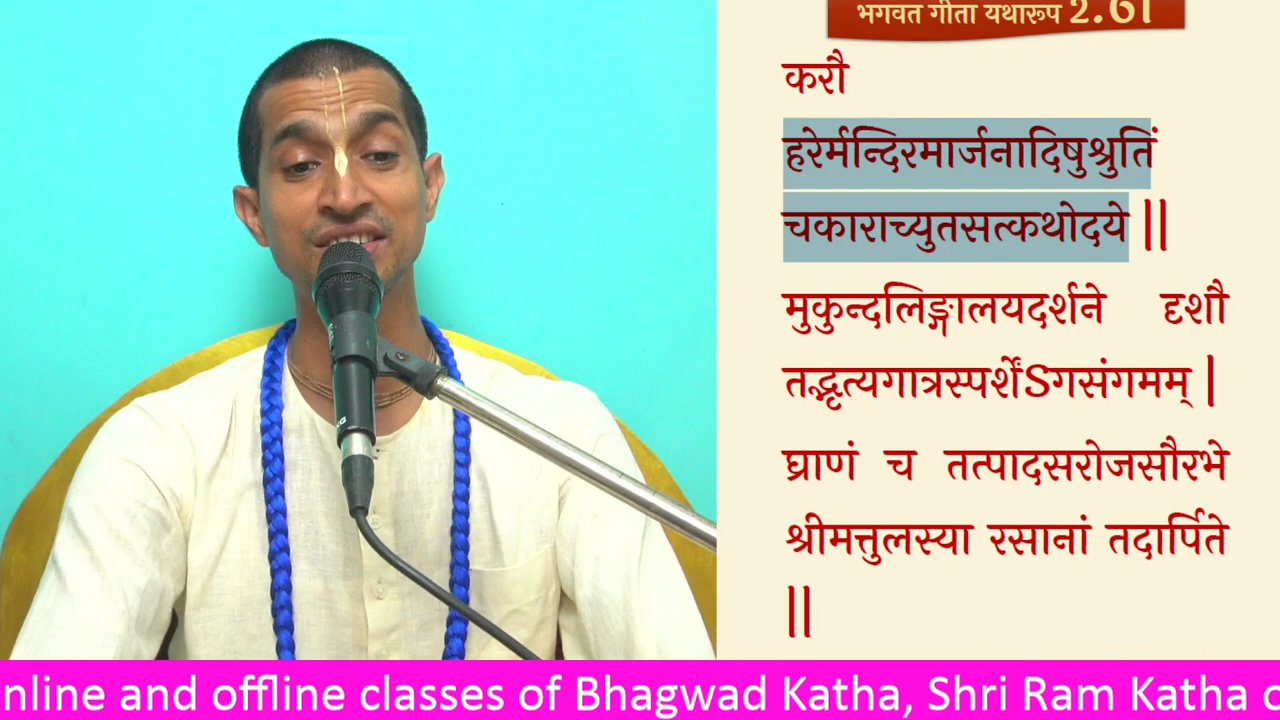 भगवत गीता यथारूप 2.61
करौ
हरेर्मन्दिरमार्जनादिषुश्रुतिं
चकाराच्युतसत्कथोदये ||
मुकुन्दलिङ्गालयदर्शने दृशौ
तद्भृत्यगात्रस्पर्शेंSगसंगमम् |
घ्राणं च तत्पादसरोजसौरभे
श्रीमत्तुलस्या रसानां तदार्पिते
||
nline and offline classes of Bhagwad Katha, Shri Ram Katha